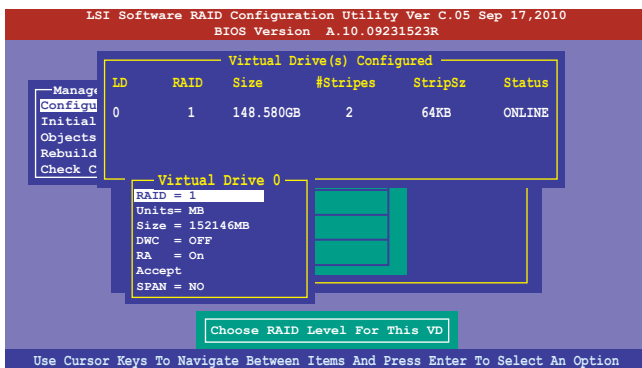 LSI Software RAID Configuration Utility Ver C.05 Sep 17,2010
BIOS Version A.10.09231523R
Virtual Drive(s) Configured
LD RAID Size #Stripes StripSz Status
0 1 148.580GB 2 64KB ONLINE
Manage
Configu
Initial
Objects
Rebuild
Check C
Virtual Drive 0
RAID = 1
Units= MB
Size = 152146MB
DWC = OFF
RA = On
Accept
SPAN = NO
Choose RAID Level For This VD
Use Cursor Keys To Navigate Between Items And Press Enter To Select An Option